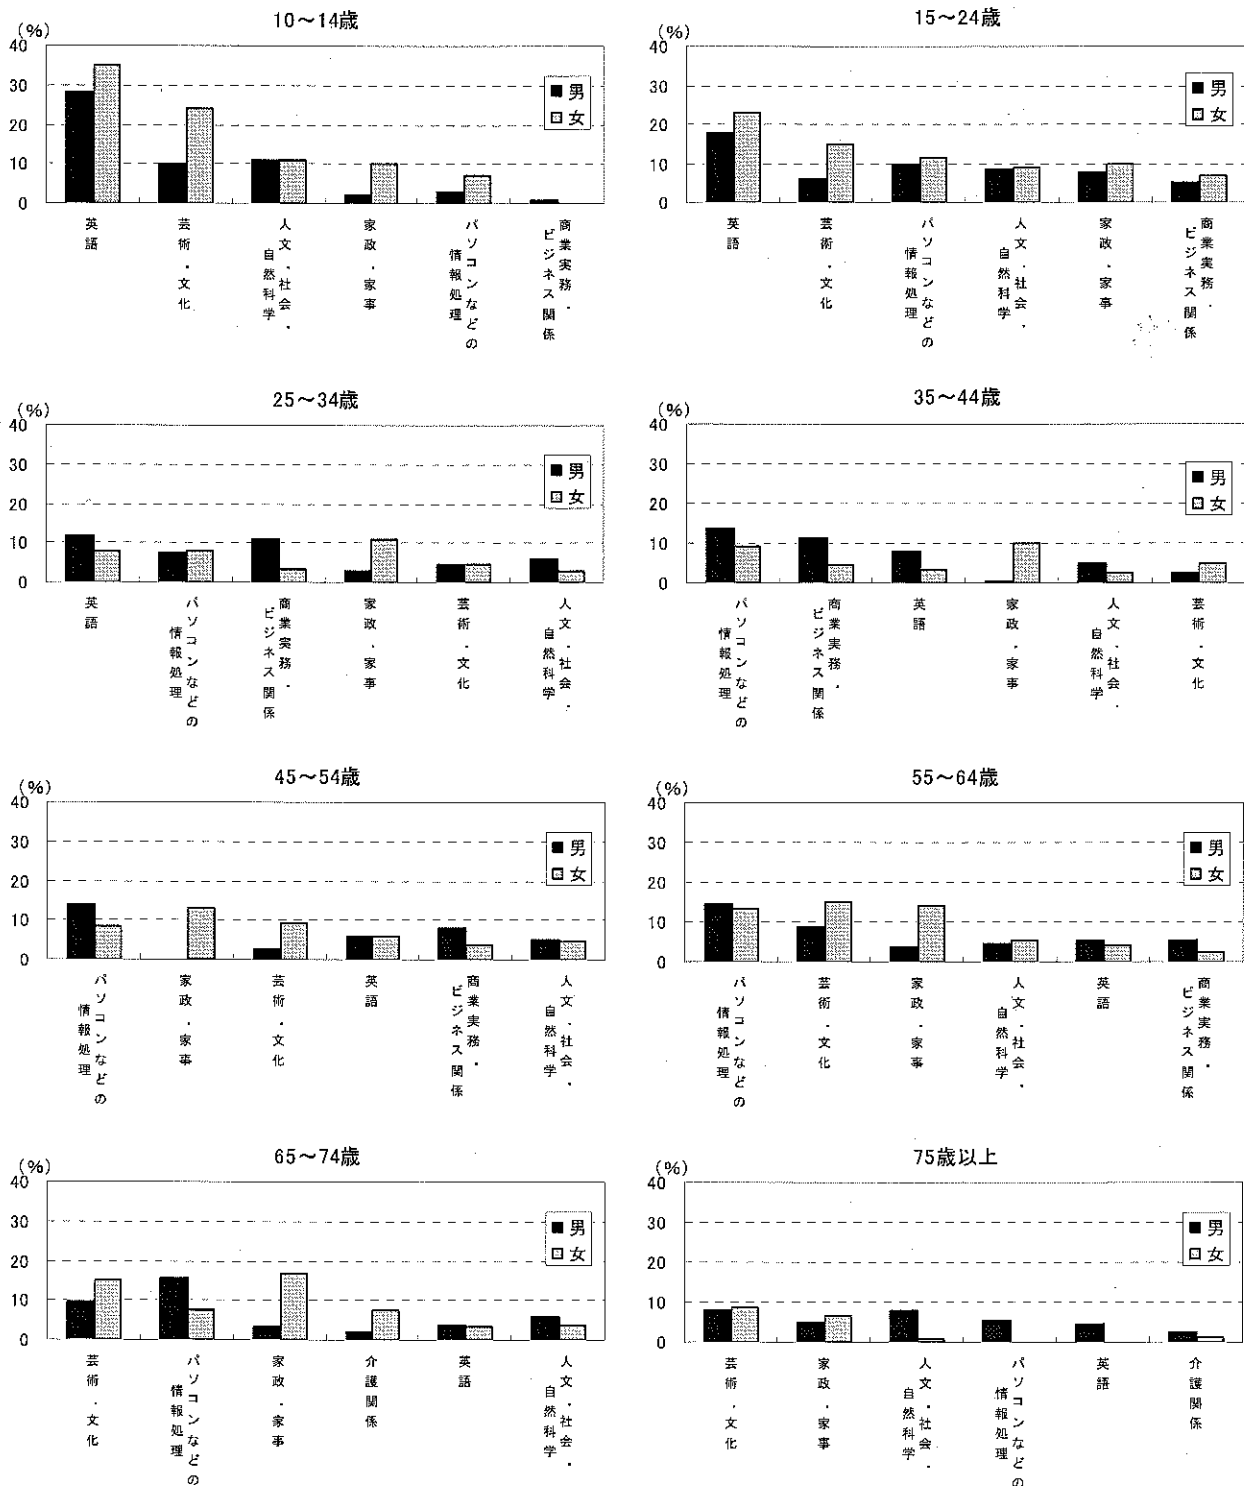 10～14歳
(%)
40
30
20
10
0
男
女
英語
芸術・文化
人文・社会・自然科学
家政・家事
パソコンなどの情報処理
商業実務・ビジネス関係
15～24歳
(%)
40
30
20
10
0
男
女
英語
芸術・文化
パソコンなどの情報処理
人文・社会・自然科学
家政・家事
商業実務・ビジネス関係
25～34歳
(%)
40
30
20
10
0
男
女
英語
パソコンなどの情報処理
商業実務・ビジネス関係
家政・家事
芸術・文化
人文・社会・自然科学
35～44歳
(%)
40
30
20
10
0
男
女
パソコンなどの情報処理
商業実務・ビジネス関係
英語
家政・家事
人文・社会・自然科学
芸術・文化
45～54歳
(%)
40
30
20
10
0
男
女
パソコンなどの情報処理
家政・家事
芸術・文化
英語
商業実務・ビジネス関係
人文・社会・自然科学
55～64歳
(%)
40
30
20
10
0
男
女
パソコンなどの情報処理
芸術・文化
家政・家事
人文・社会・自然科学
英語
商業実務・ビジネス関係
65～74歳
(%)
40
30
20
10
0
男
女
芸術・文化
パソコンなどの情報処理
家政・家事
介護関係
英語
人文・社会・自然科学
75歳以上
(%)
40
30
20
10
0
男
女
芸術・文化
家政・家事
人文・社会・自然科学
パソコンなどの情報処理
英語
介護関係